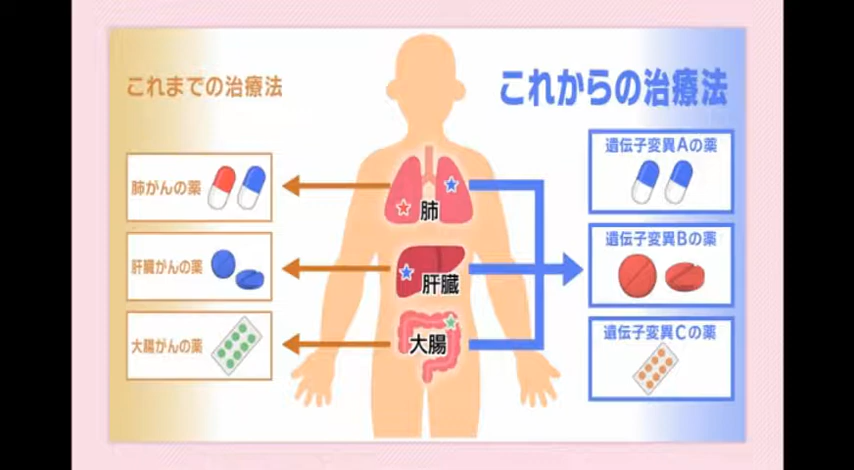 これまでの治療法
これからの治療法
肺がんの薬
肝臓がんの薬
大腸がんの薬
肺
肝臓
大腸
遺伝子変異Aの薬
遺伝子変異Bの薬
遺伝子変異Cの薬